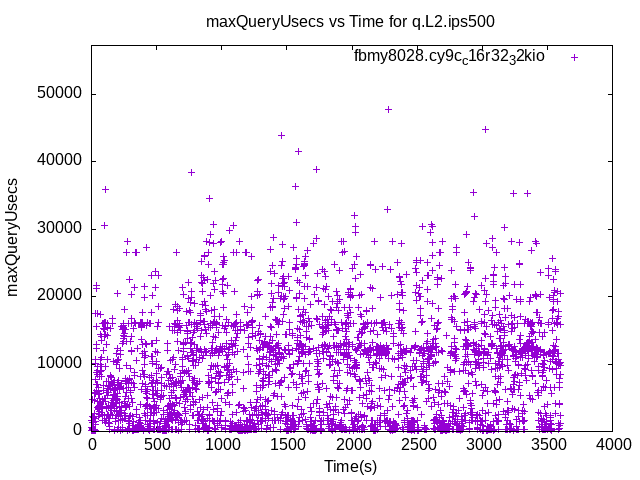 maxQueryUsecs vs Time for q.L2.ips500
fbmy8028.cy9c_c16r32_32kio
maxQueryUsecs
50000
40000
30000
20000
10000
0
0 500 1000 1500 2000 2500 3000 3500 4000
Time(s)